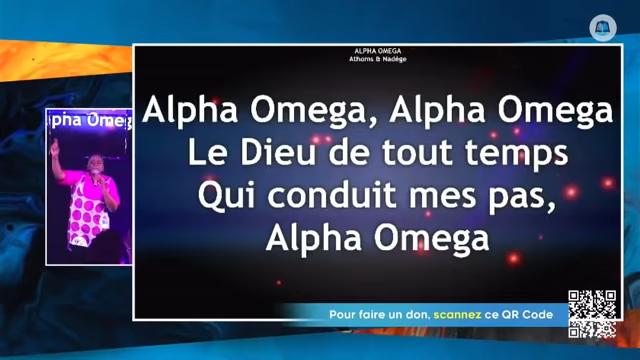 ALPHA OMEGA
Athoms & Nadège
Alpha Omega, Alpha Omega
Le Dieu de tout temps
Qui conduit mes pas,
Alpha Omega
pha Omeg
Pour faire un don, scannez ce QR Code